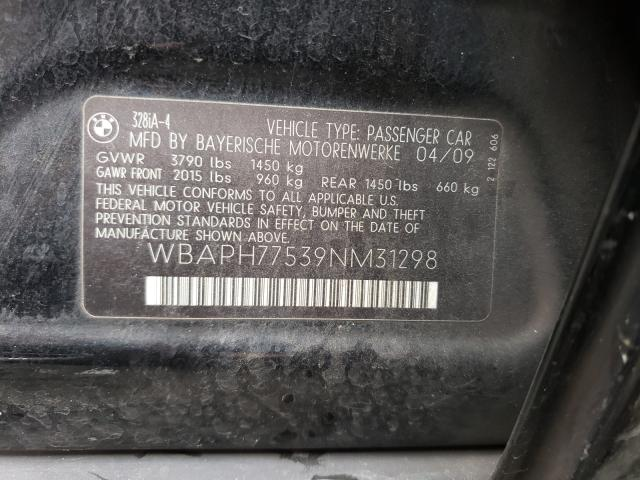 BMW
328iA-4
VEHICLE TYPE: PASSENGER CAR
MFD BY BAYERISCHE MOTORENWERKE 04/09
GVWR 3790 lbs 1450 kg
GAWR FRONT 2015 lbs 960 kg REAR 1450 lbs 660 kg
THIS VEHICLE CONFORMS TO ALL APPLICABLE U.S.
FEDERAL MOTOR VEHICLE SAFETY, BUMPER AND THEFT
PREVENTION STANDARDS IN EFFECT ON THE DATE OF
MANUFACTURE SHOWN ABOVE.
WBAPH77539NM31298
2 122 606